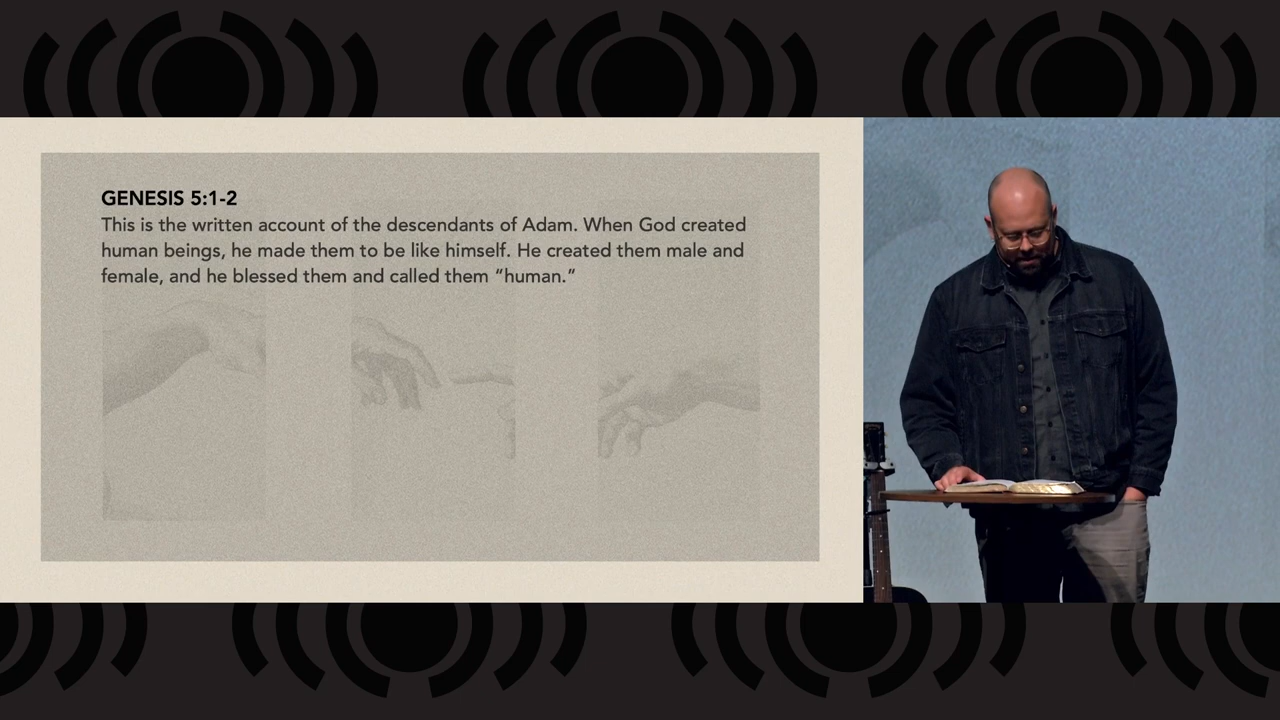 GENESIS 5:1-2
This is the written account of the descendants of Adam. When God created
human beings, he made them to be like himself. He created them male and
female, and he blessed them and called them “human.”